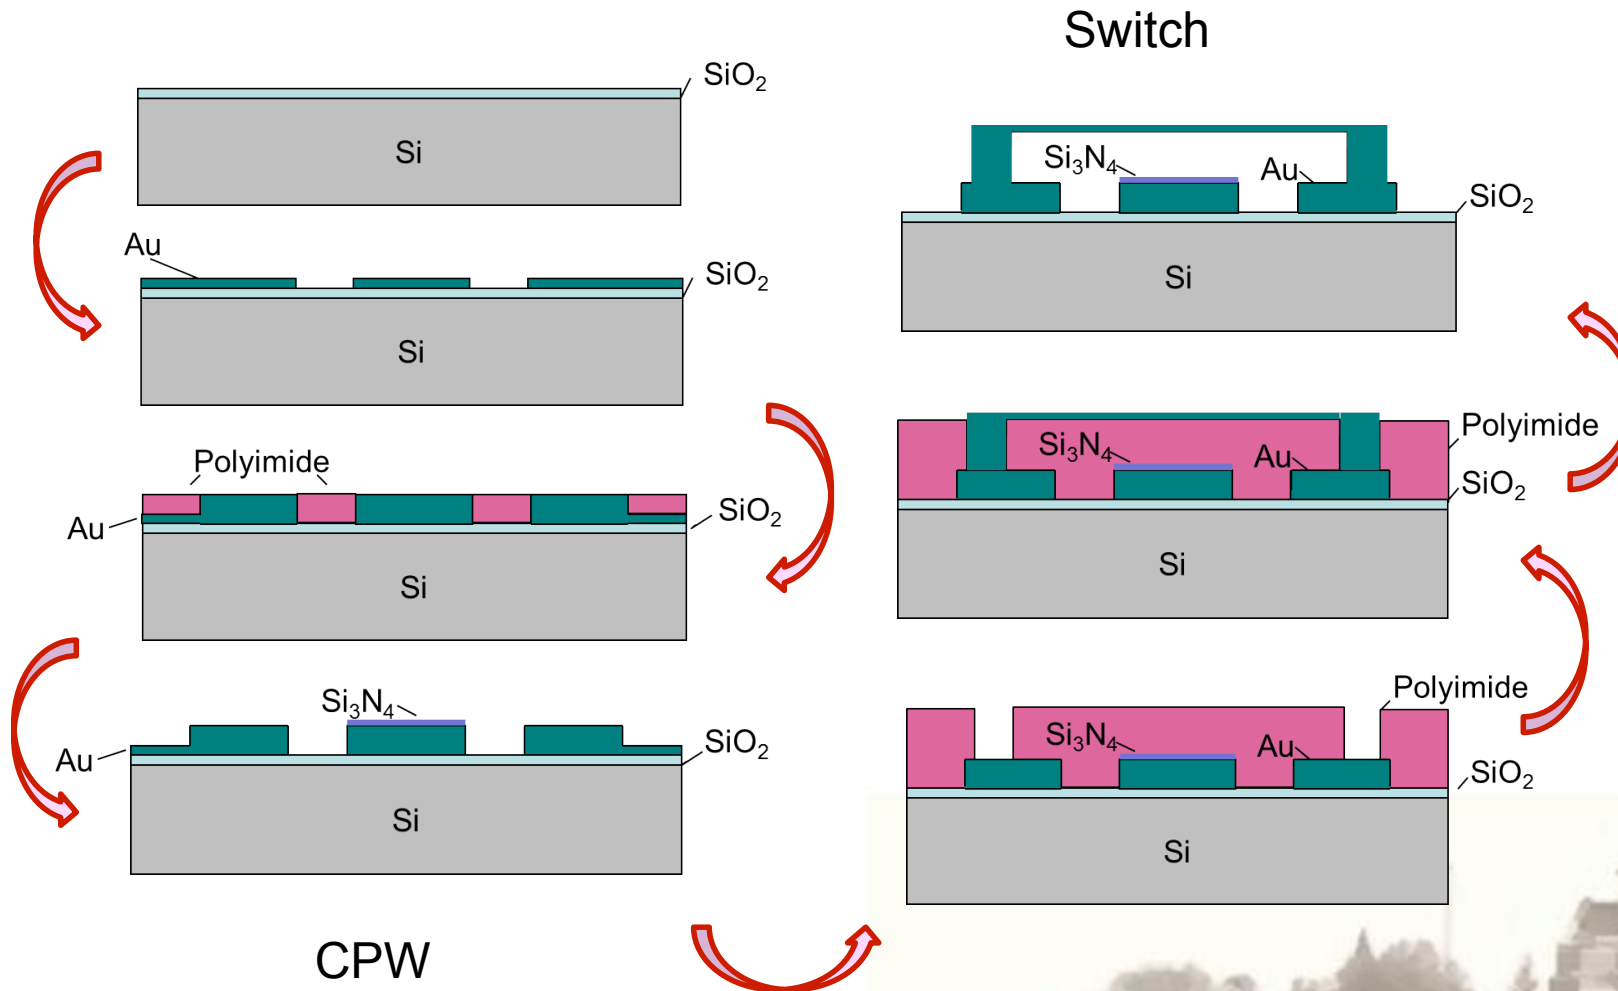 Switch
SiO₂
Si
Au
SiO₂
Si
Polyimide
Au
SiO₂
Si
Si₃N₄
Au
SiO₂
Si
CPW
Si₃N₄
Au
SiO₂
Si
Polyimide
Si₃N₄
Au
SiO₂
Si
Polyimide
Si₃N₄
Au
SiO₂
Si